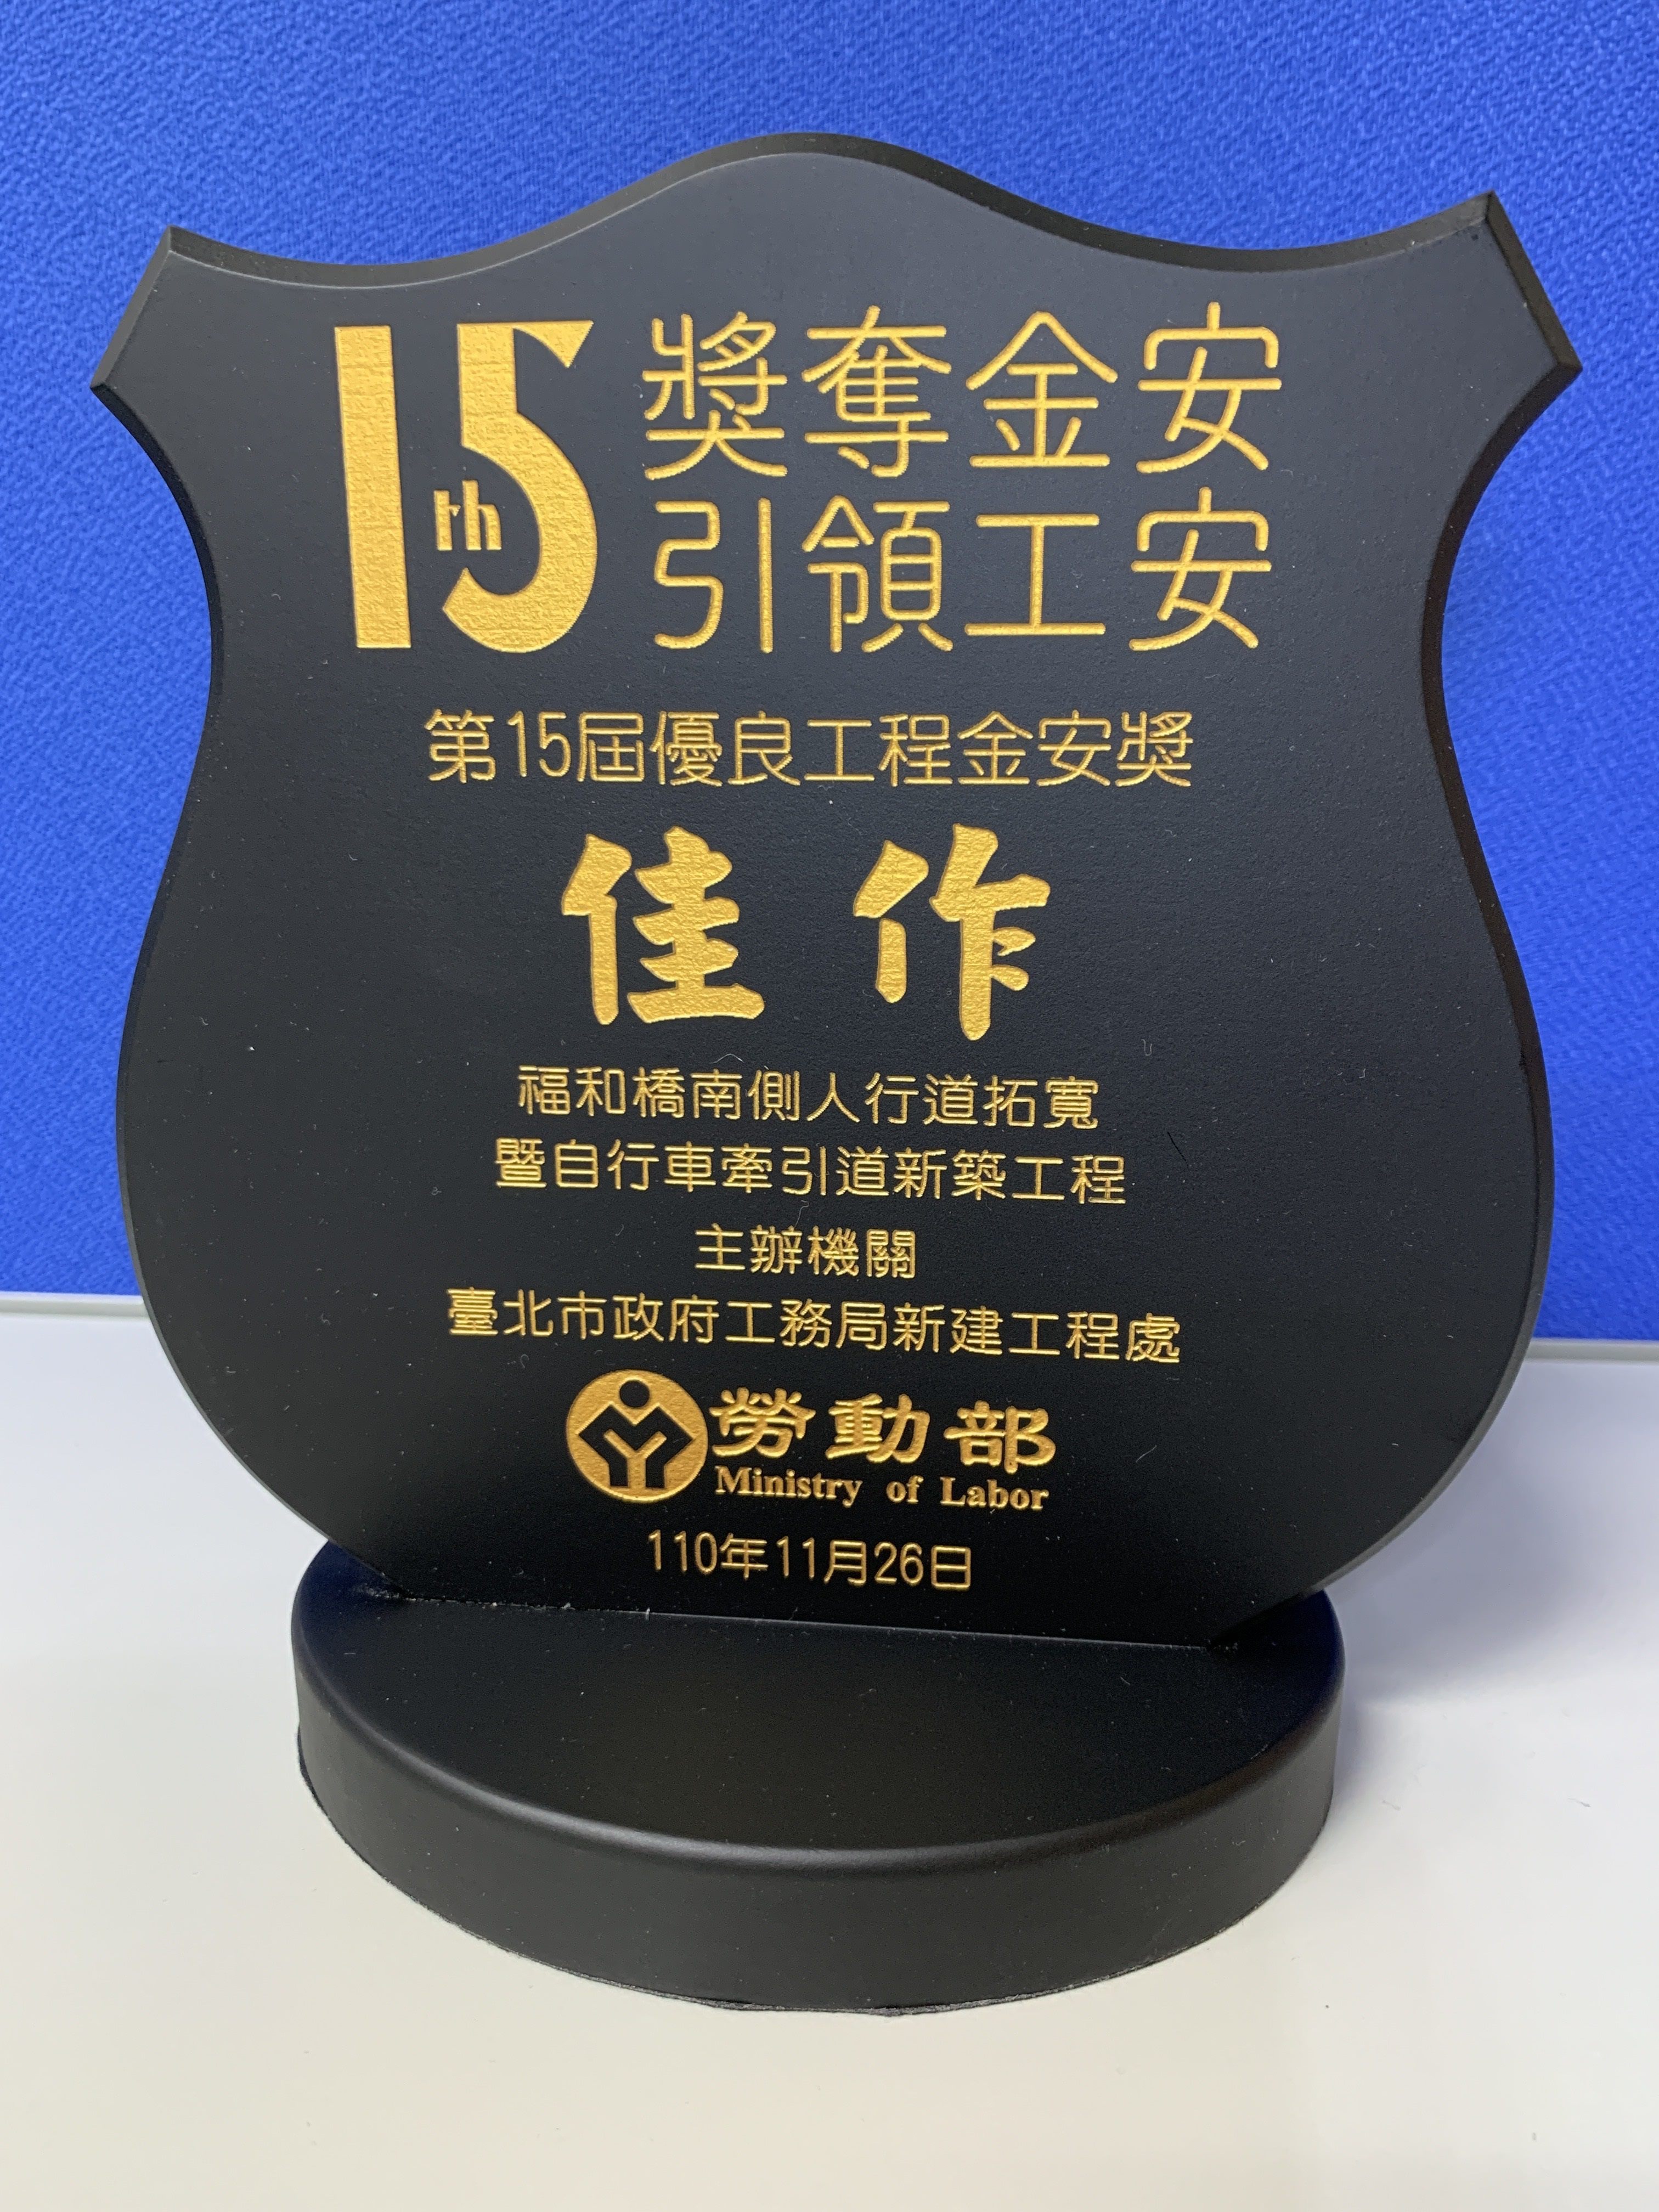 15th
獎奪金安
引領工安
第15屆優良工程金安獎
佳作
福和橋南側人行道拓寬
暨自行車牽引道新築工程
主辦機關
臺北市政府工務局新建工程處
勞動部
Ministry of Labor
110年11月26日